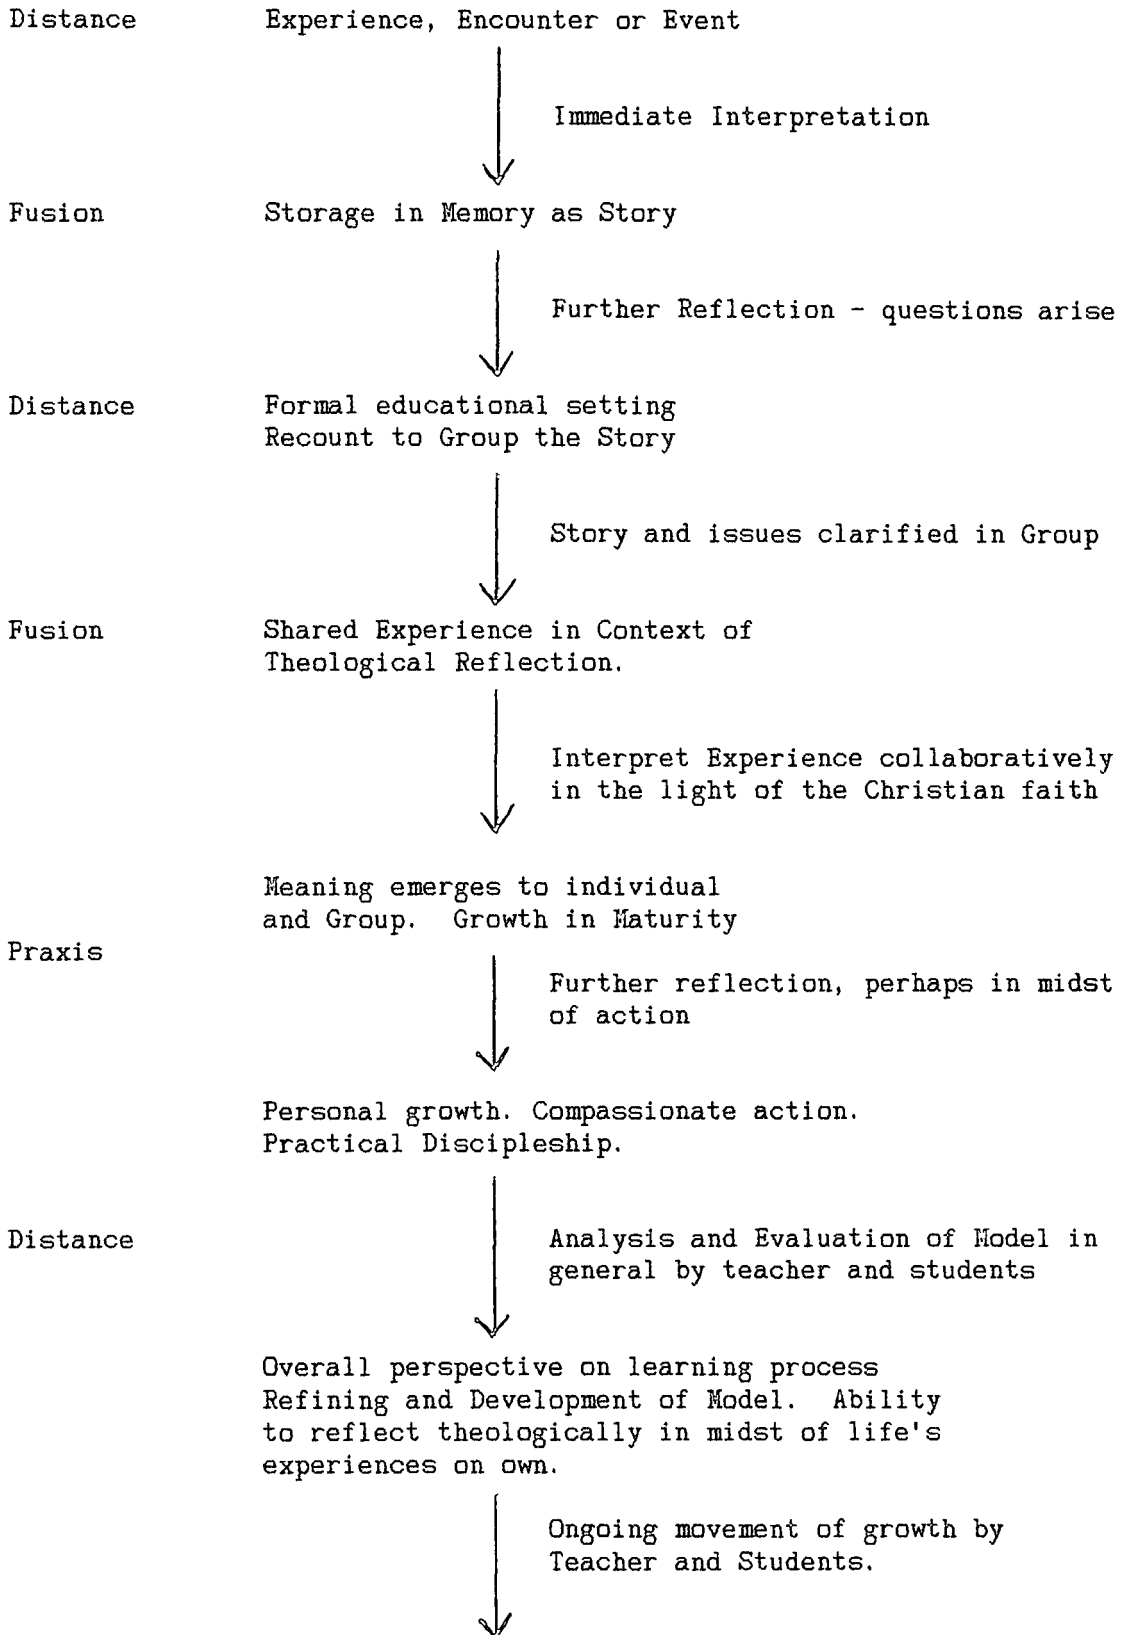 Distance Experience, Encounter or Event
Immediate Interpretation
Fusion Storage in Memory as Story
Further Reflection - questions arise
Distance Formal educational setting
Recount to Group the Story
Story and issues clarified in Group
Fusion Shared Experience in Context of
Theological Reflection.
Interpret Experience collaboratively
in the light of the Christian faith
Meaning emerges to individual
and Group. Growth in Maturity
Praxis
Further reflection, perhaps in midst
of action
Personal growth. Compassionate action.
Practical Discipleship.
Distance Analysis and Evaluation of Model in
general by teacher and students
Overall perspective on learning process
Refining and Development of Model. Ability
to reflect theologically in midst of life's
experiences on own.
Ongoing movement of growth by
Teacher and Students.